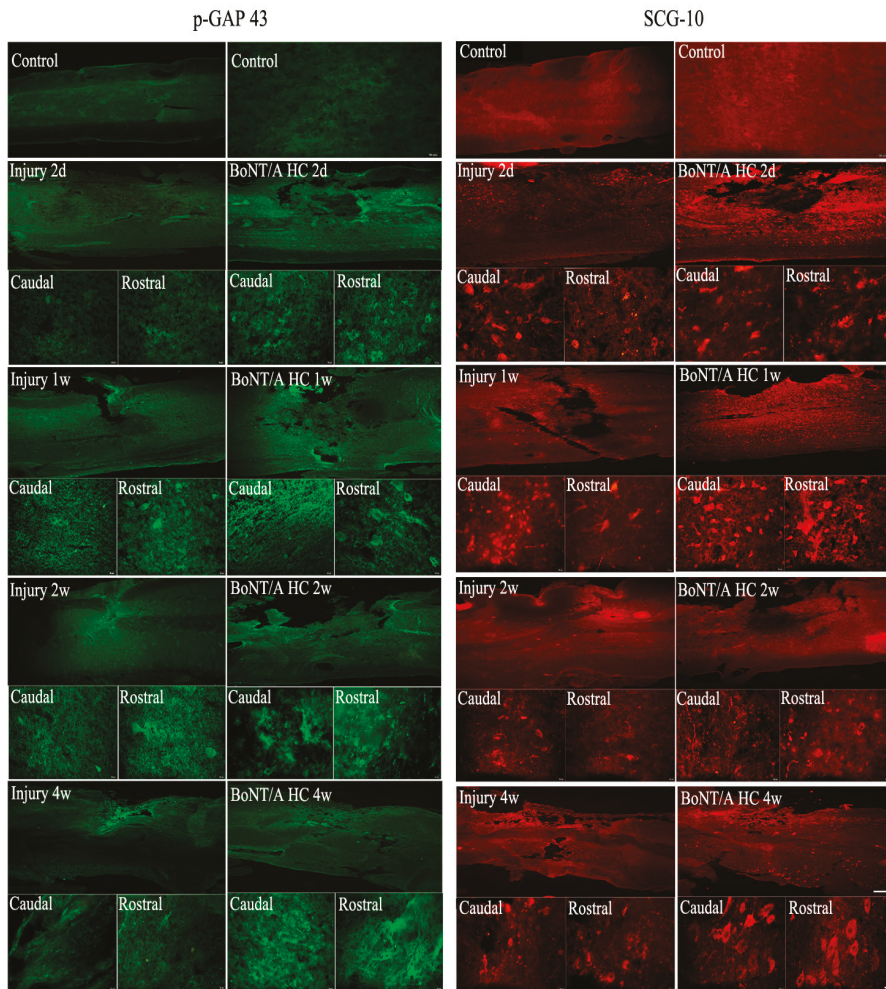 p-GAP 43 SCG-10
Control Control Control Control
Injury 2d BoNT/A HC 2d Injury 2d BoNT/A HC 2d
Caudal Rostral Caudal Rostral Caudal Rostral Caudal Rostral
Injury 1w BoNT/A HC 1w Injury 1w BoNT/A HC 1w
Caudal Rostral Caudal Rostral Caudal Rostral Caudal Rostral
Injury 2w BoNT/A HC 2w Injury 2w BoNT/A HC 2w
Caudal Rostral Caudal Rostral Caudal Rostral Caudal Rostral
Injury 4w BoNT/A HC 4w Injury 4w BoNT/A HC 4w
Caudal Rostral Caudal Rostral Caudal Rostral Caudal Rostral